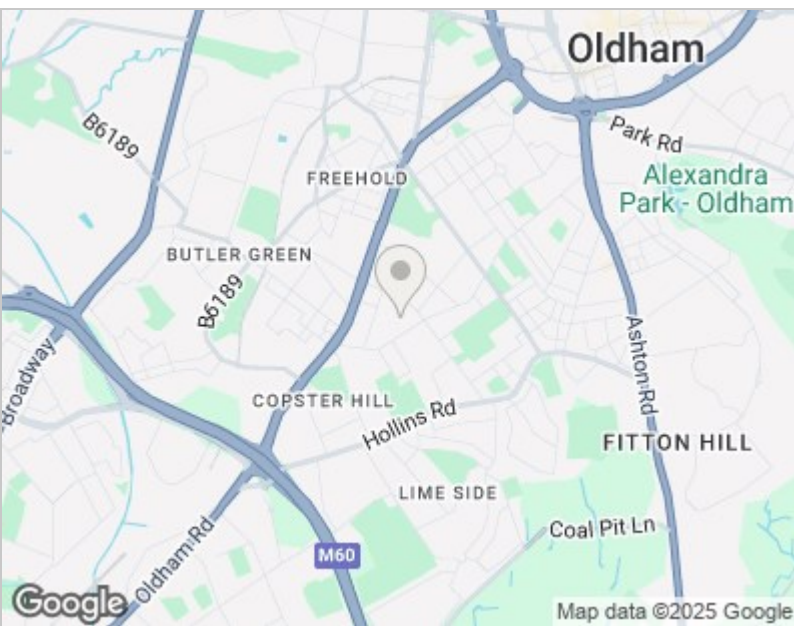 Oldham
B6189
Park Rd
FREEHOLD
Alexandra
Park - Oldham
BUTLER GREEN
B6189
Broadway
Ashton Rd
COPSTER HILL
Hollins Rd
FITTON HILL
LIME SIDE
Oldham Rd
Coal Pit Ln
M60
Google
Map data ©2025 Google